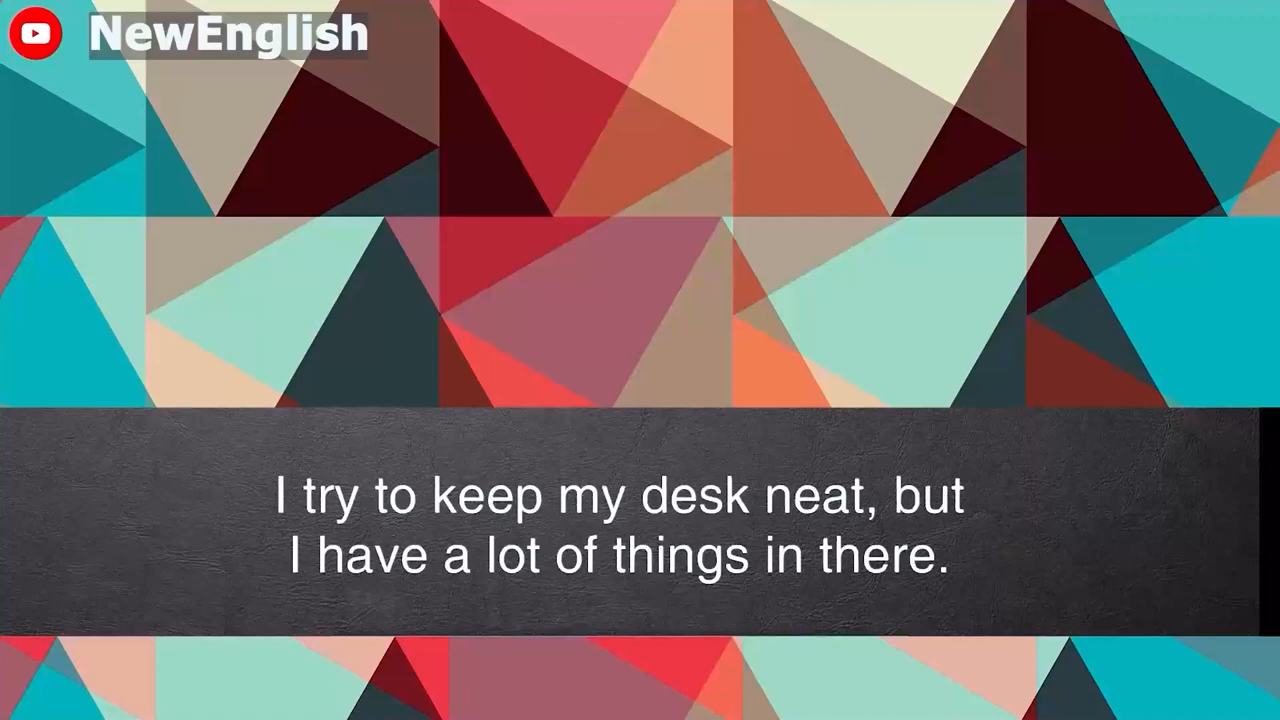 NewEnglish
I try to keep my desk neat, but
I have a lot of things in there.